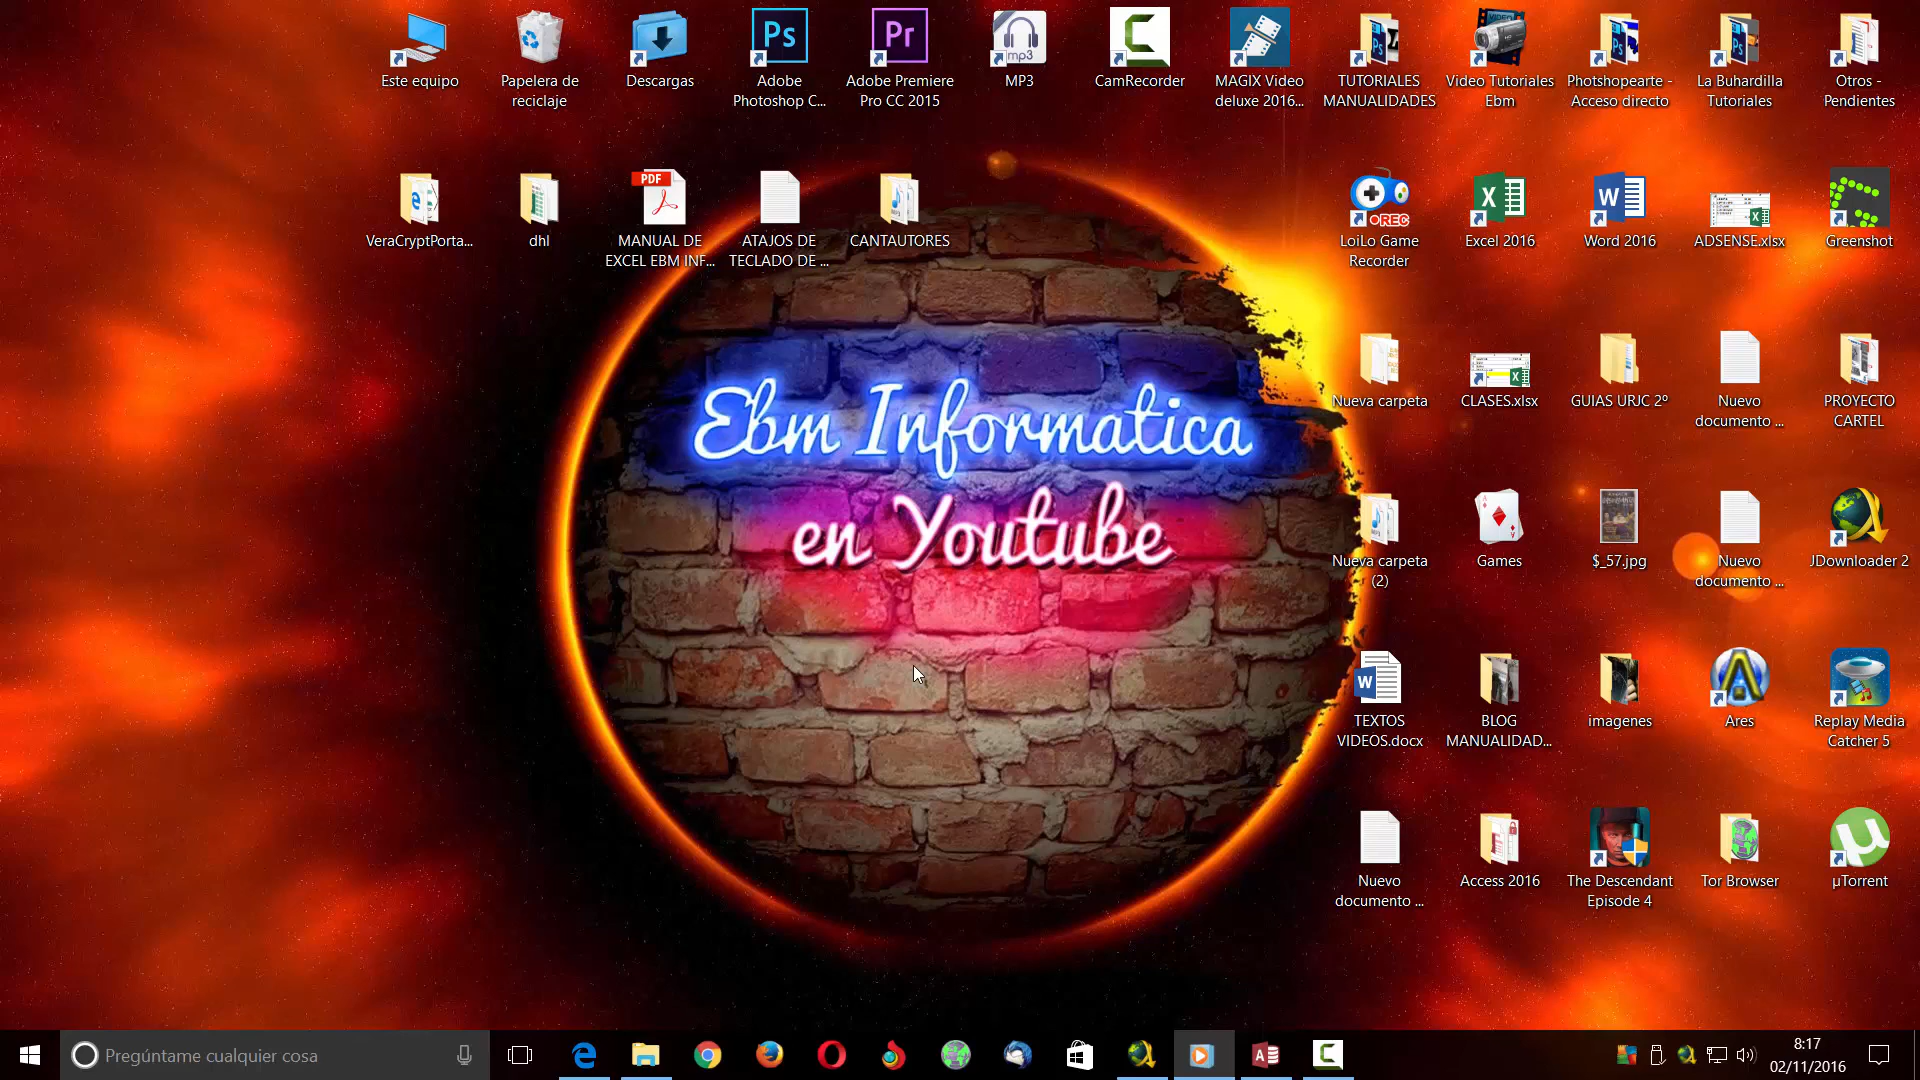 Este equipo
Papelera de
reciclaje
Descargas
Ps
Adobe
Photoshop C...
Pr
Adobe Premiere
Pro CC 2015
mp3
MP3
CamRecorder
MAGIX Video
deluxe 2016...
TUTORIALES
MANUALIDADES
Video Tutoriales
Ebm
Photshopearte -
Acceso directo
La Buhardilla
Tutoriales
Otros -
Pendientes
VeraCryptPorta...
dhl
PDF
MANUAL DE
EXCEL EBM INF...
ATAJOS DE
TECLADO DE ...
CANTAUTORES
REC
LoiLo Game
Recorder
Excel 2016
Word 2016
ADSENSE.xlsx
Greenshot
Nueva carpeta
CLASES.xlsx
GUIAS URJC 2º
Nuevo
documento ...
PROYECTO
CARTEL
Ebm Informatica
en Youtube
Nueva carpeta
(2)
Games
$_57.jpg
Nuevo
documento ...
JDownloader 2
TEXTOS
VIDEOS.docx
BLOG
MANUALIDAD...
imagenes
Ares
Replay Media
Catcher 5
Nuevo
documento ...
Access 2016
The Descendant
Episode 4
Tor Browser
µTorrent
Pregúntame cualquier cosa
8:17
02/11/2016